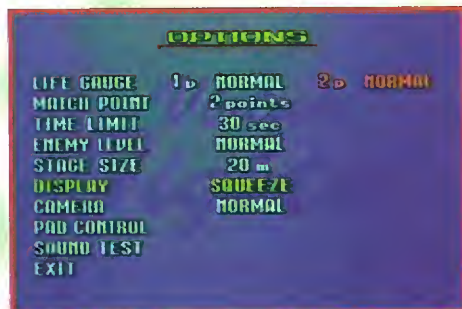 OPTIONS
LIFE GAUGE 1p NORMAL 2p NORMAL
MATCH POINT 2 points
TIME LIMIT 30 sec
ENEMY LEVEL NORMAL
STAGE SIZE 20 m
DISPLAY SQUEEZE
CAMERA NORMAL
PAD CONTROL
SOUND TEST
EXIT